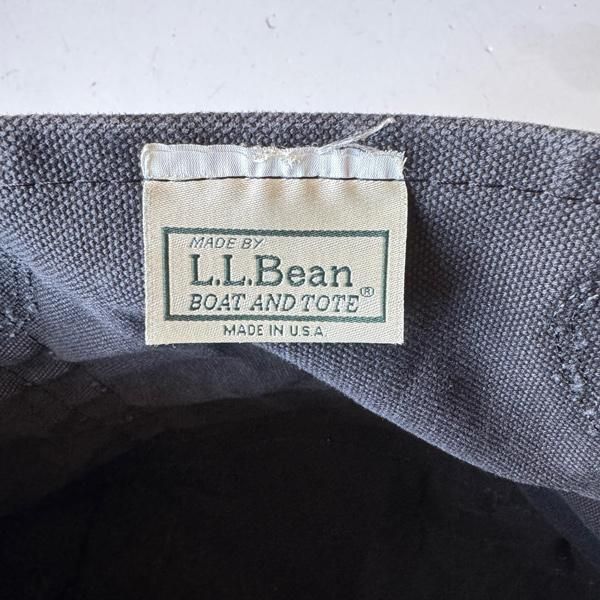 MADE BY
L.L.Bean
BOAT AND TOTE®
MADE IN U.S.A